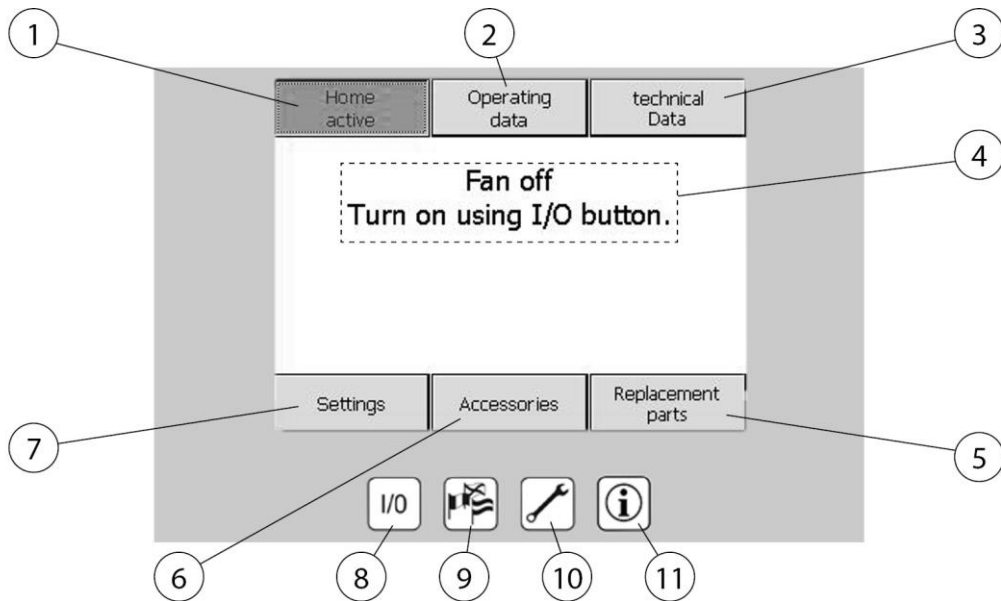 1
2
3
Home
active
Operating
data
technical
Data
4
Fan off
Turn on using I/O button.
Settings
Accessories
Replacement
parts
7
5
I/O
i
6
8
9
10
11